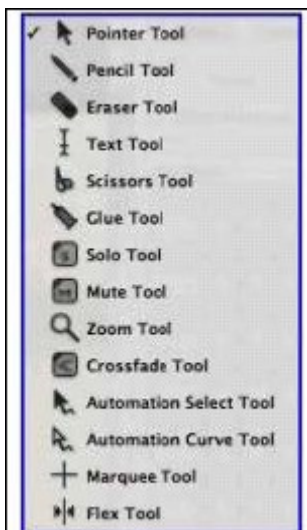 Pointer Tool
Pencil Tool
Eraser Tool
Text Tool
Scissors Tool
Glue Tool
Solo Tool
Mute Tool
Zoom Tool
Crossfade Tool
Automation Select Tool
Automation Curve Tool
Marquee Tool
Flex Tool